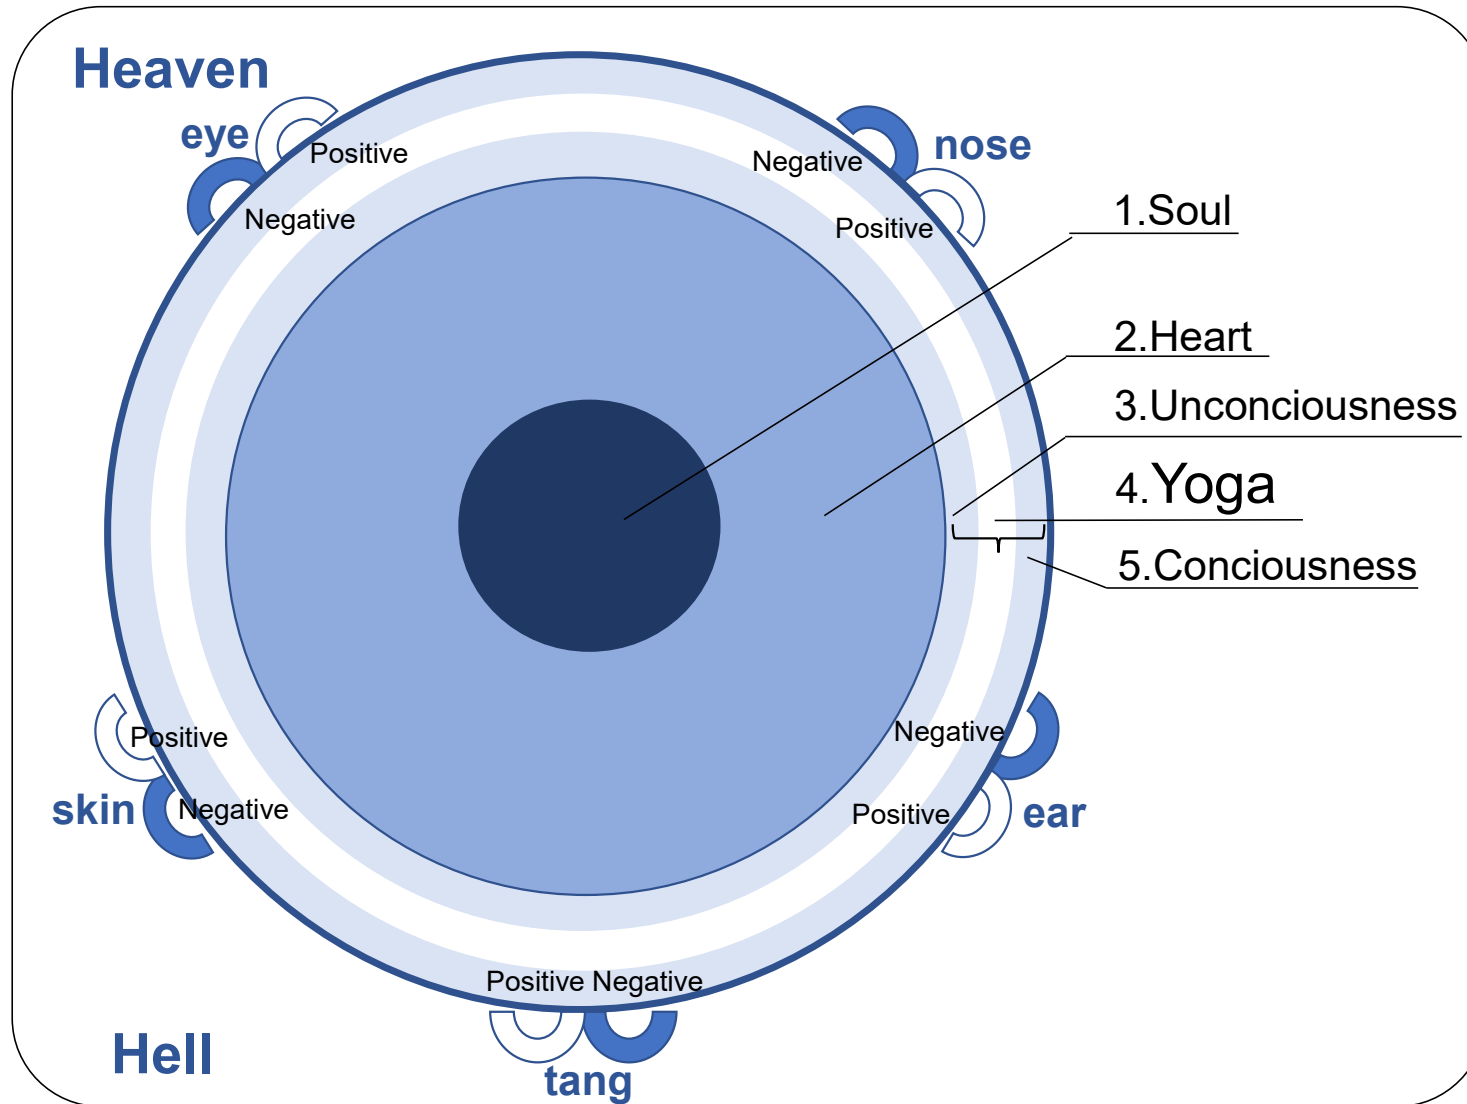 Heaven
eye
Positive
Negative
Negative
nose
Positive
1.Soul
2.Heart
3.Unconciousness
4.Yoga
5.Conciousness
Positive
skin
Negative
Negative
Positive
ear
Positive Negative
Hell
tang